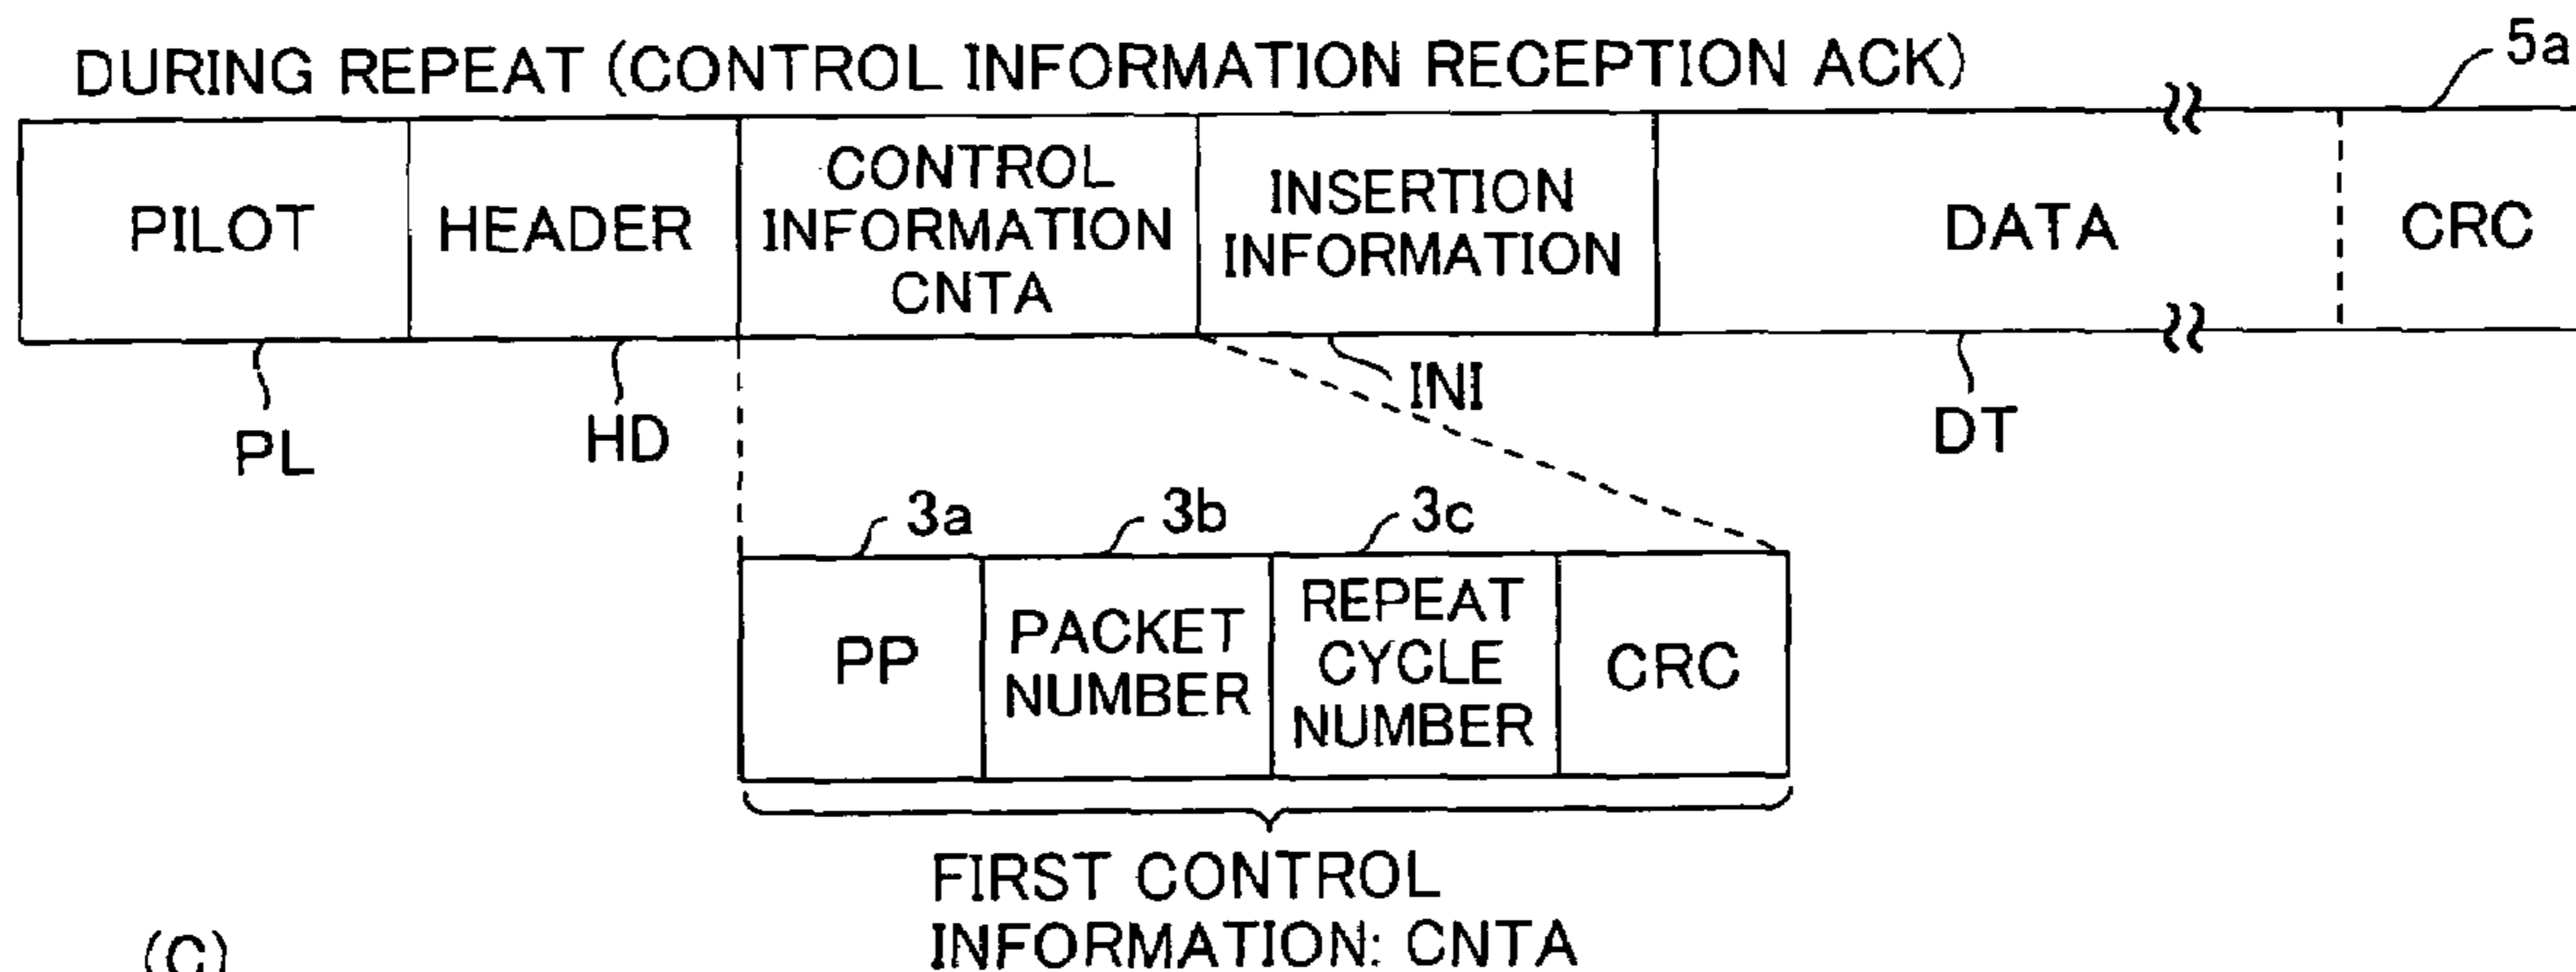 DURING REPEAT (CONTROL INFORMATION RECEPTION ACK)
5a
PILOT
HEADER
CONTROL
INFORMATION
CNTA
INSERTION
INFORMATION
DATA
CRC
PL
HD
INI
DT
3a
3b
3c
PP
PACKET
NUMBER
REPEAT
CYCLE
NUMBER
CRC
FIRST CONTROL
INFORMATION: CNTA
(C)